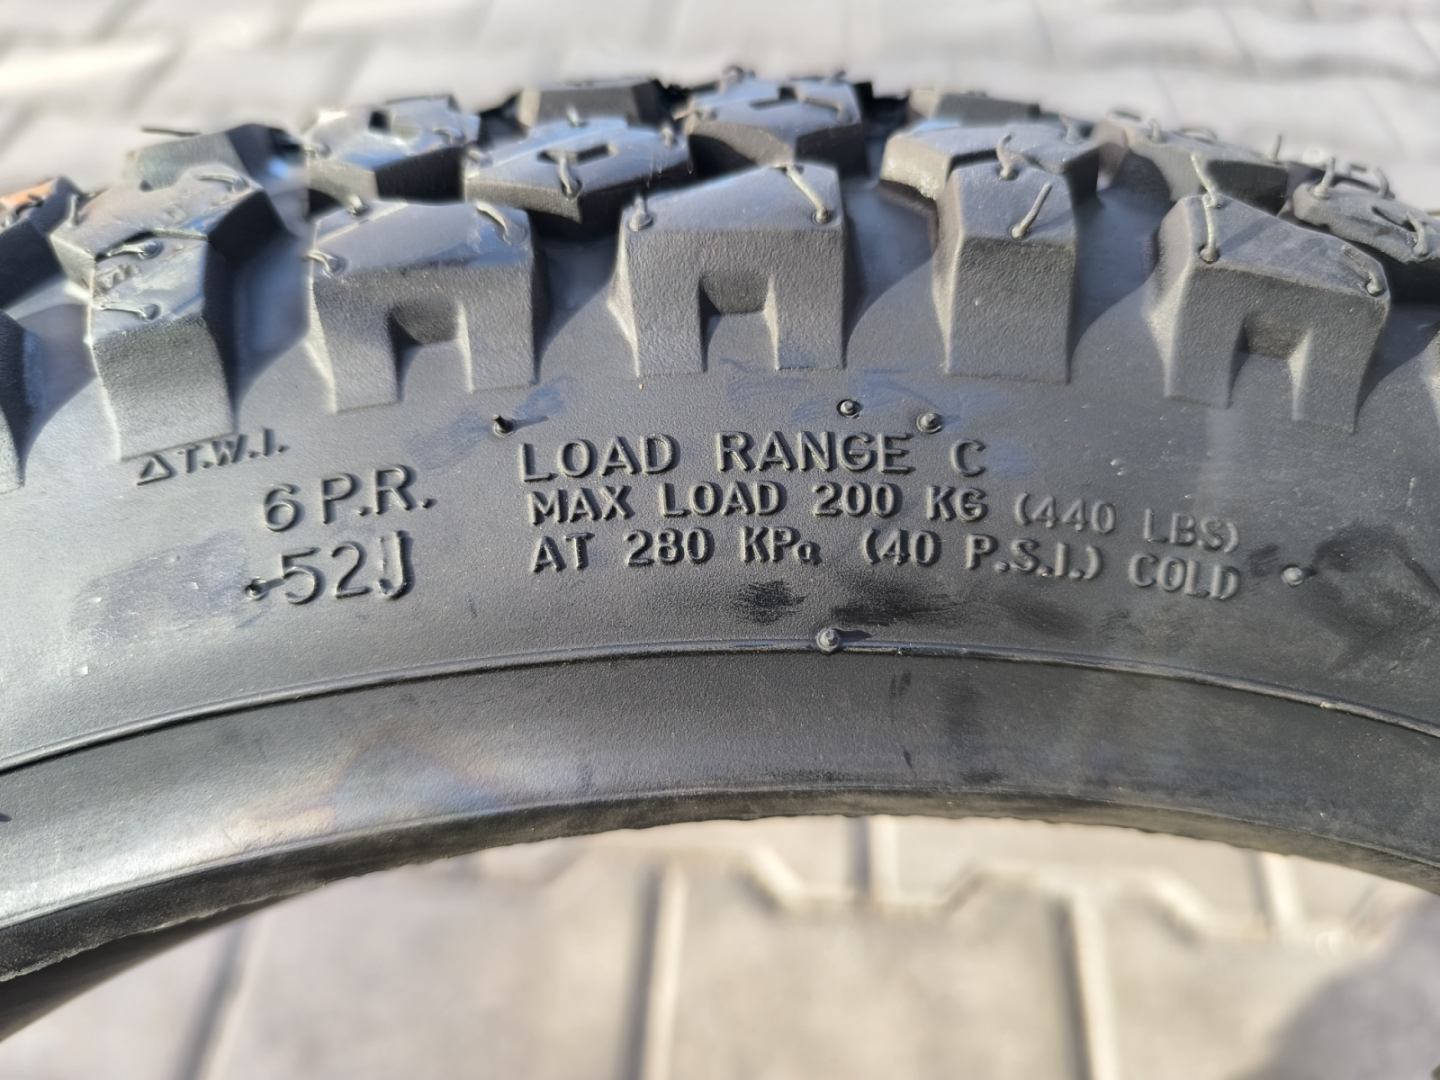 △T.W.I.
6 P.R.
52J
LOAD RANGE C
MAX LOAD 200 KG (440 LBS)
AT 280 KPa (40 P.S.I.) COLD